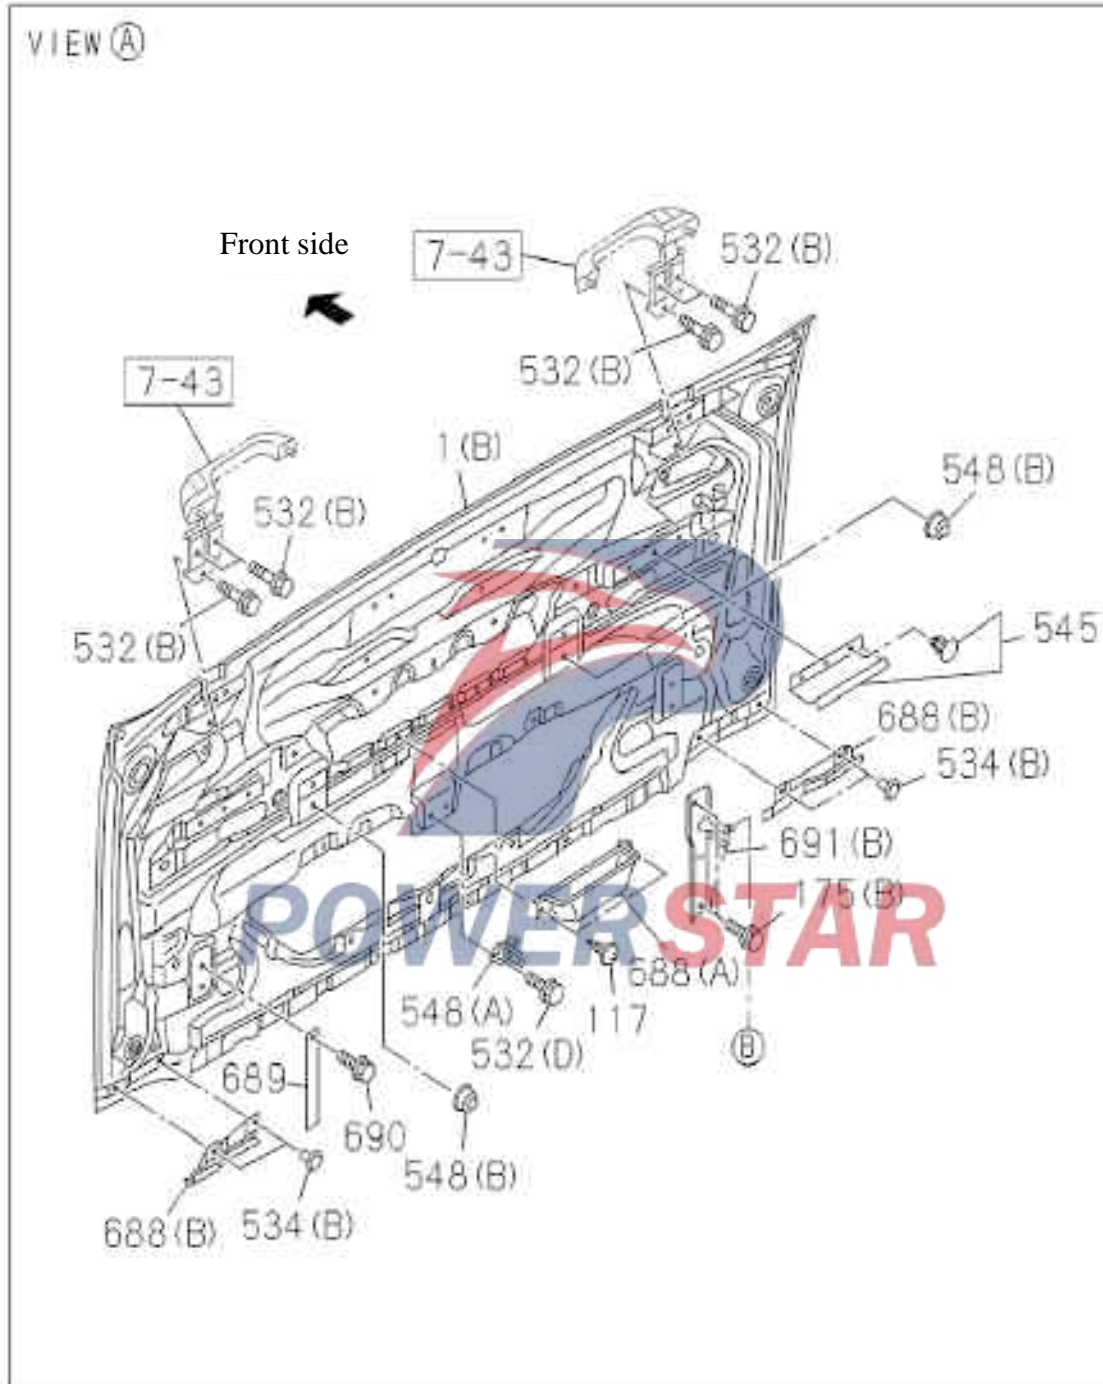 VIEW A
Front side
7-43
532(B)
532(B)
7-43
1(B)
548(B)
532(B)
532(B)
545
688(B)
534(B)
691(B)
175(B)
POWERSTAR
688(A)
548(A)
117
532(D)
B
689
690
548(B)
688(B)
534(B)